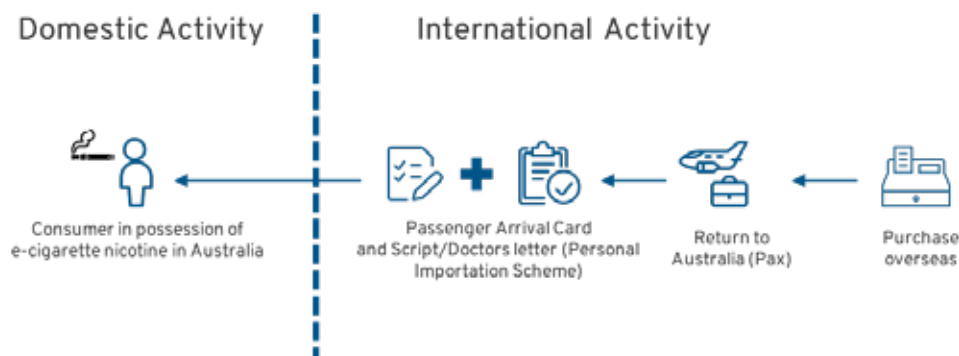 Domestic Activity
International Activity
Consumer in possession of
e-cigarette nicotine in Australia
Passenger Arrival Card
and Script/Doctors letter (Personal
Importation Scheme)
Return to
Australia (Pax)
Purchase
overseas